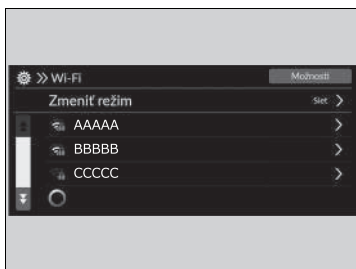 Wi-Fi
Možnosti
Zmeniť režim
Sieť
AAAAA
BBBBB
CCCCC